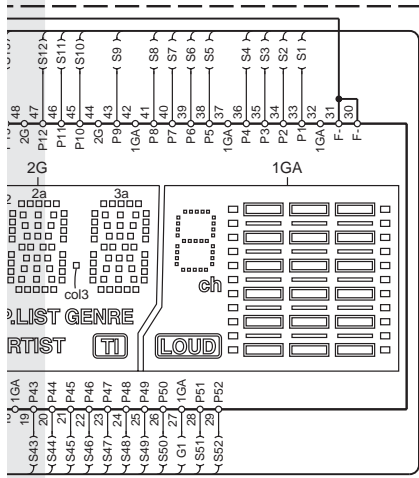 S12 S11 S10 S9 S8 S7 S6 S5 S4 S3 S2 S1
48 47 46 45 44 43 42 41 40 39 38 37 36 35 34 33 32 31 30
2G P12 P11 P10 2G P9 1GA P8 P7 P6 P5 1GA P4 P3 P2 P1 1GA F- F-
2G 1GA
2a 3a
col3
ch
P.LIST GENRE
RTIST TI LOUD
1GA P43 P44 P45 P46 P47 P48 P49 P50 1GA P51 P52
19 20 21 22 23 24 25 26 27 28 29
S43 S44 S45 S46 S47 S48 S49 S50 G1 S51 S52